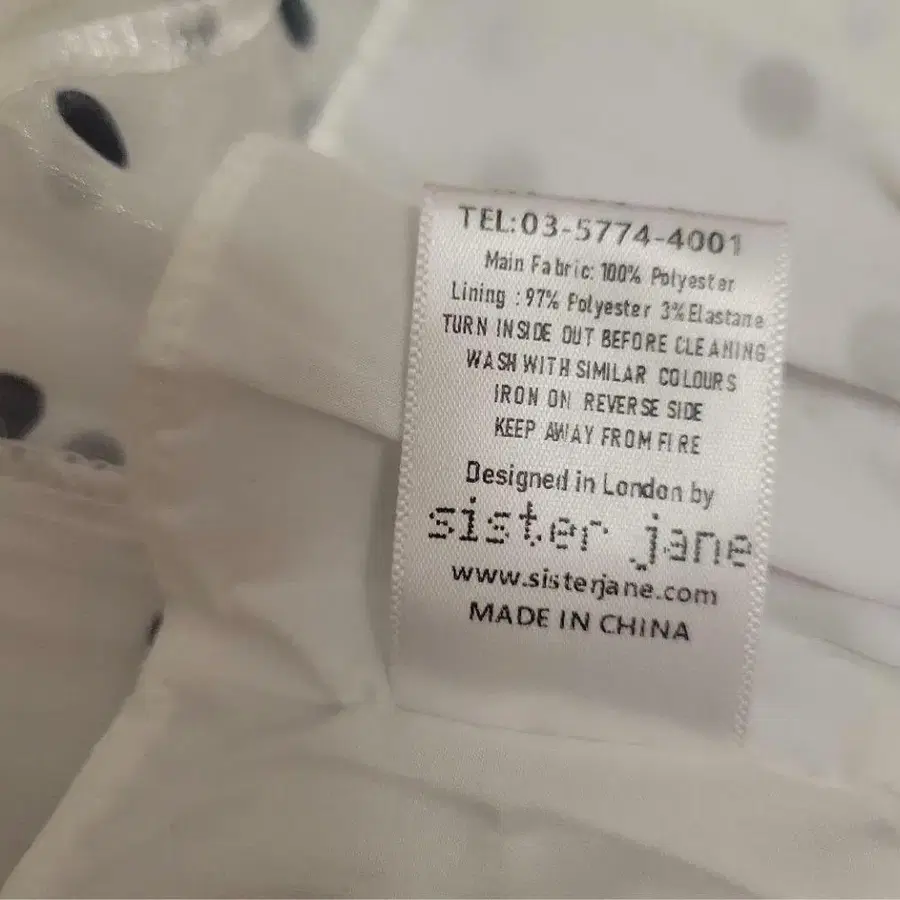 TEL:03-5774-4001
Main Fabric: 100% Polyester
Lining : 97% Polyester 3% Elastane
TURN INSIDE OUT BEFORE CLEANING
WASH WITH SIMILAR COLOURS
IRON ON REVERSE SIDE
KEEP AWAY FROM FIRE
Designed in London by
sister jane
www.sisterjane.com
MADE IN CHINA